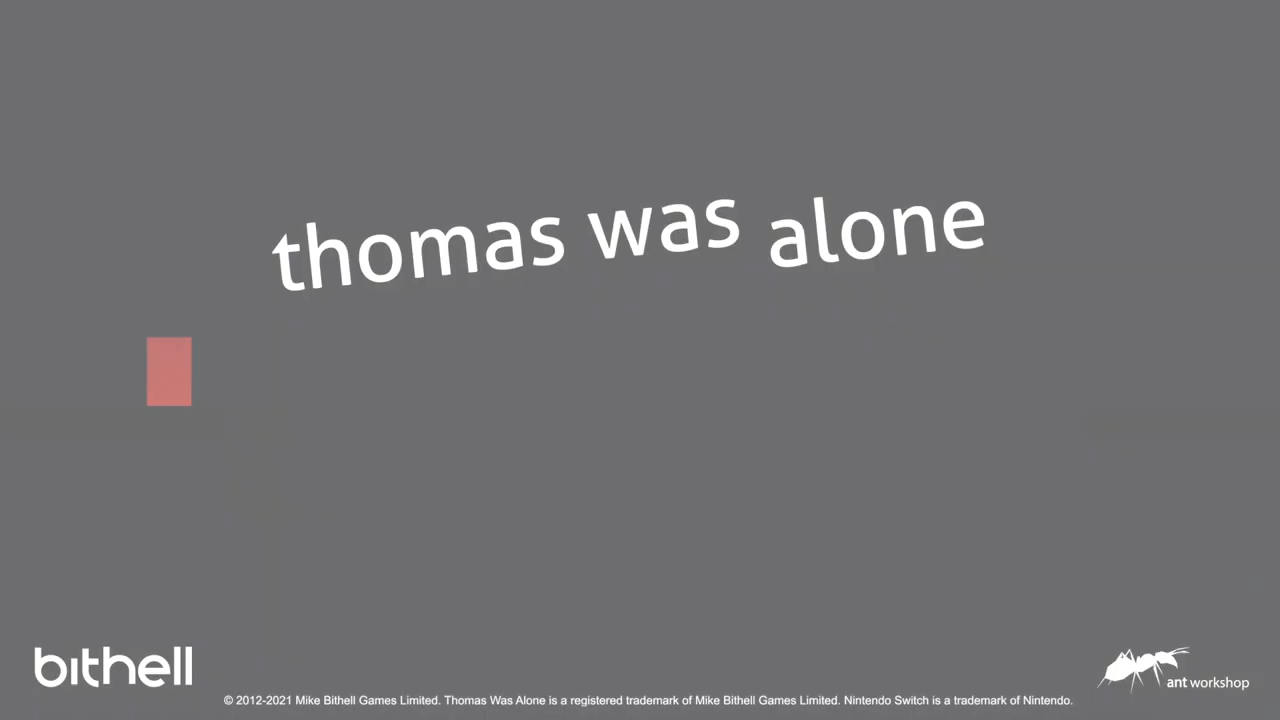 thomas was alone
bithell
ant workshop
© 2012-2021 Mike Bithell Games Limited. Thomas Was Alone is a registered trademark of Mike Bithell Games Limited. Nintendo Switch is a trademark of Nintendo.